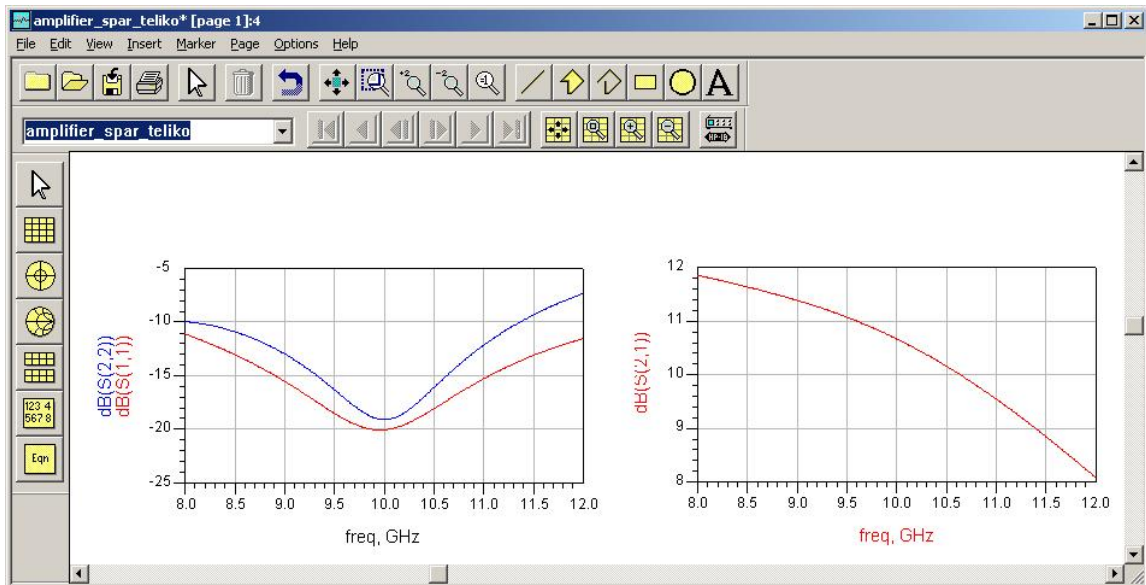 amplifier_spar_teliko* [page 1]:4
File Edit View Insert Marker Page Options Help
+2 -2 1
A
amplifier_spar_teliko
123 4
567 8
Eqn
dB(S(2,2))
dB(S(1,1))
-5
-10
-15
-20
-25
8.0 8.5 9.0 9.5 10.0 10.5 11.0 11.5 12.0
freq, GHz
dB(S(2,1))
12
11
10
9
8
8.0 8.5 9.0 9.5 10.0 10.5 11.0 11.5 12.0
freq, GHz